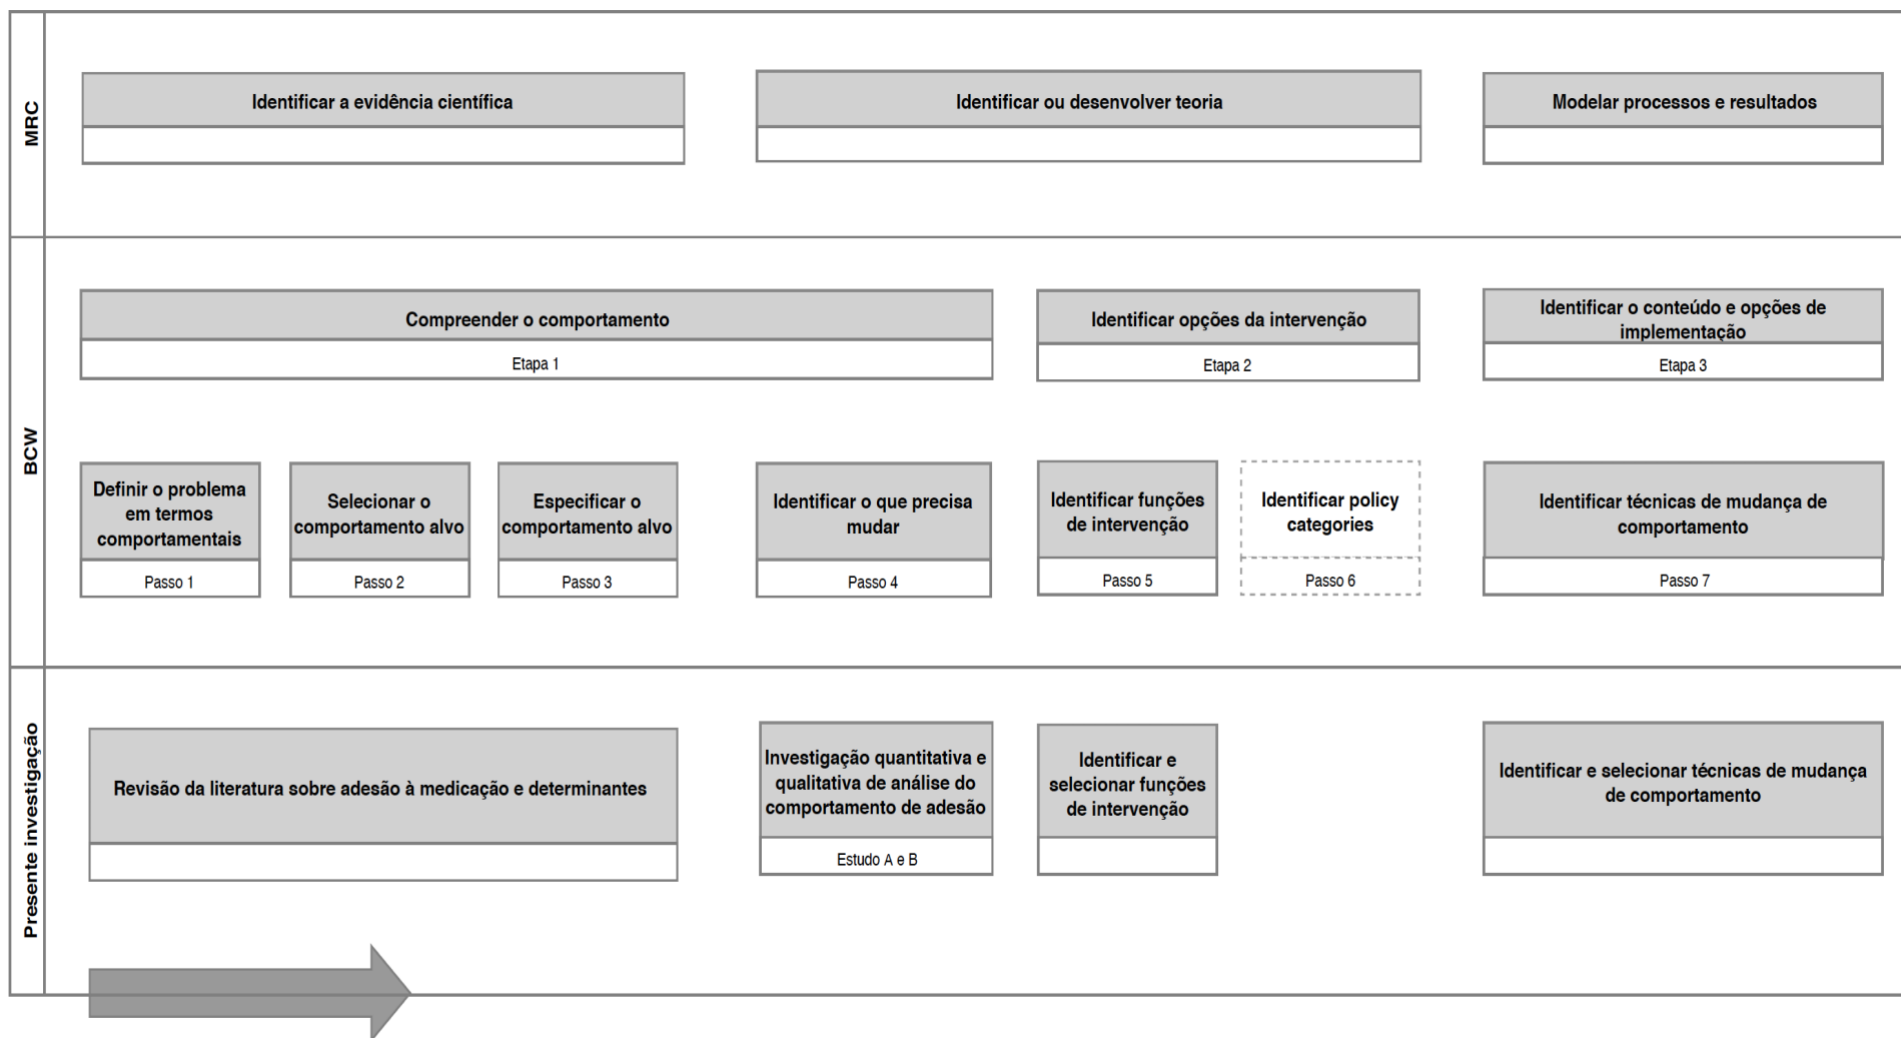 MRC
Identificar a evidência científica
Identificar ou desenvolver teoria
Modelar processos e resultados
BCW
Compreender o comportamento
Etapa 1
Identificar opções da intervenção
Etapa 2
Identificar o conteúdo e opções de
implementação
Etapa 3
Definir o problema
em termos
comportamentais
Passo 1
Selecionar o
comportamento alvo
Passo 2
Especificar o
comportamento alvo
Passo 3
Identificar o que precisa
mudar
Passo 4
Identificar funções
de intervenção
Passo 5
Identificar policy
categories
Passo 6
Identificar técnicas de mudança de
comportamento
Passo 7
Presente investigação
Revisão da literatura sobre adesão à medicação e determinantes
Investigação quantitativa e
qualitativa de análise do
comportamento de adesão
Estudo A e B
Identificar e
selecionar funções
de intervenção
Identificar e selecionar técnicas de mudança
de comportamento